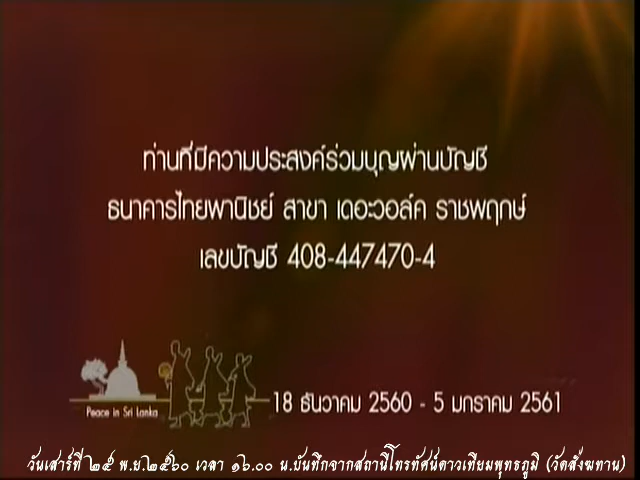 ท่านที่มีความประสงค์ร่วมบุญผ่านบัญชี
ธนาคารไทยพานิชย์ สาขา เดอะวอล์ค ราชพฤกษ์
เลขบัญชี 408-447470-4
Peace in Sri Lanka
18 ธันวาคม 2560 - 5 มกราคม 2561
วันเสาร์ที่ ๒๕ พ.ย.๒๕๖๐ เวลา ๑๖.๐๐ น.บันทึกจากสถานีโทรทัศน์ดาวเทียมพุทธภูมิ (วัดสังฆทาน)